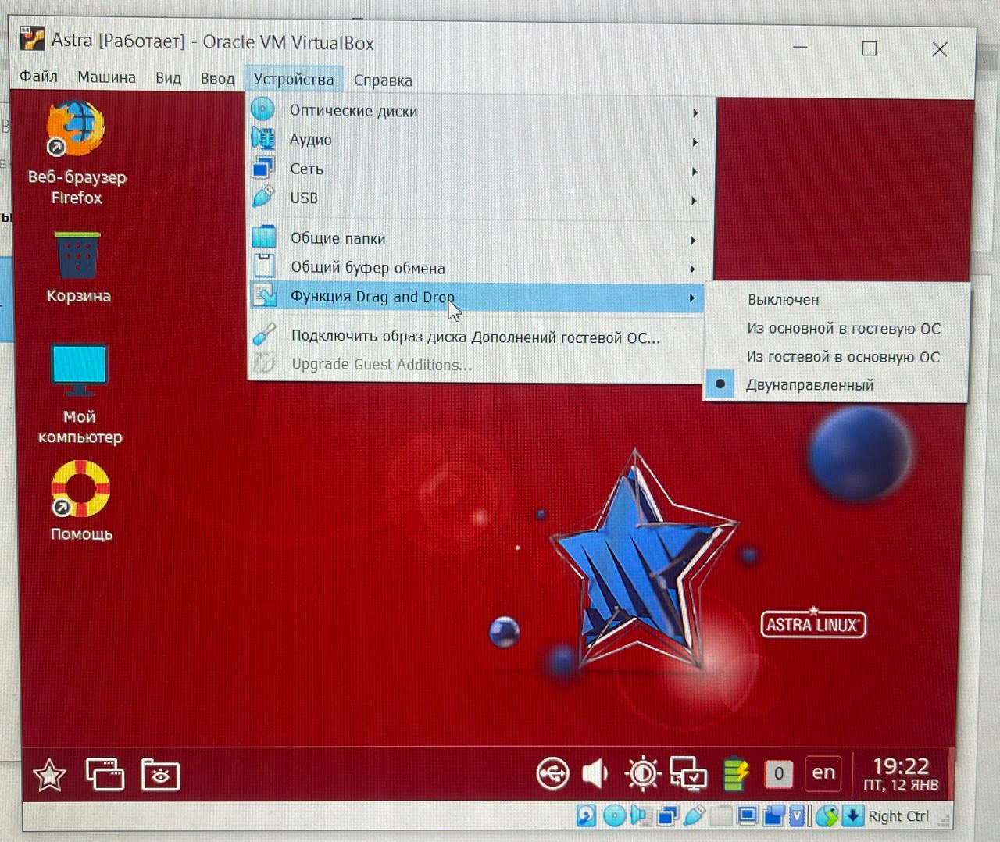 Astra [Работает] - Oracle VM VirtualBox
Файл Машина Вид Ввод Устройства Справка
Оптические диски
Аудио
Сеть
USB
Общие папки
Общий буфер обмена
Функция Drag and Drop
Подключить образ диска Дополнений гостевой ОС...
Upgrade Guest Additions...
Выключен
Из основной в гостевую ОС
Из гостевой в основную ОС
Двунаправленный
Веб-браузер
Firefox
Корзина
Мой
компьютер
Помощь
ASTRA LINUX
0 en 19:22
ПТ, 12 ЯНВ
Right Ctrl